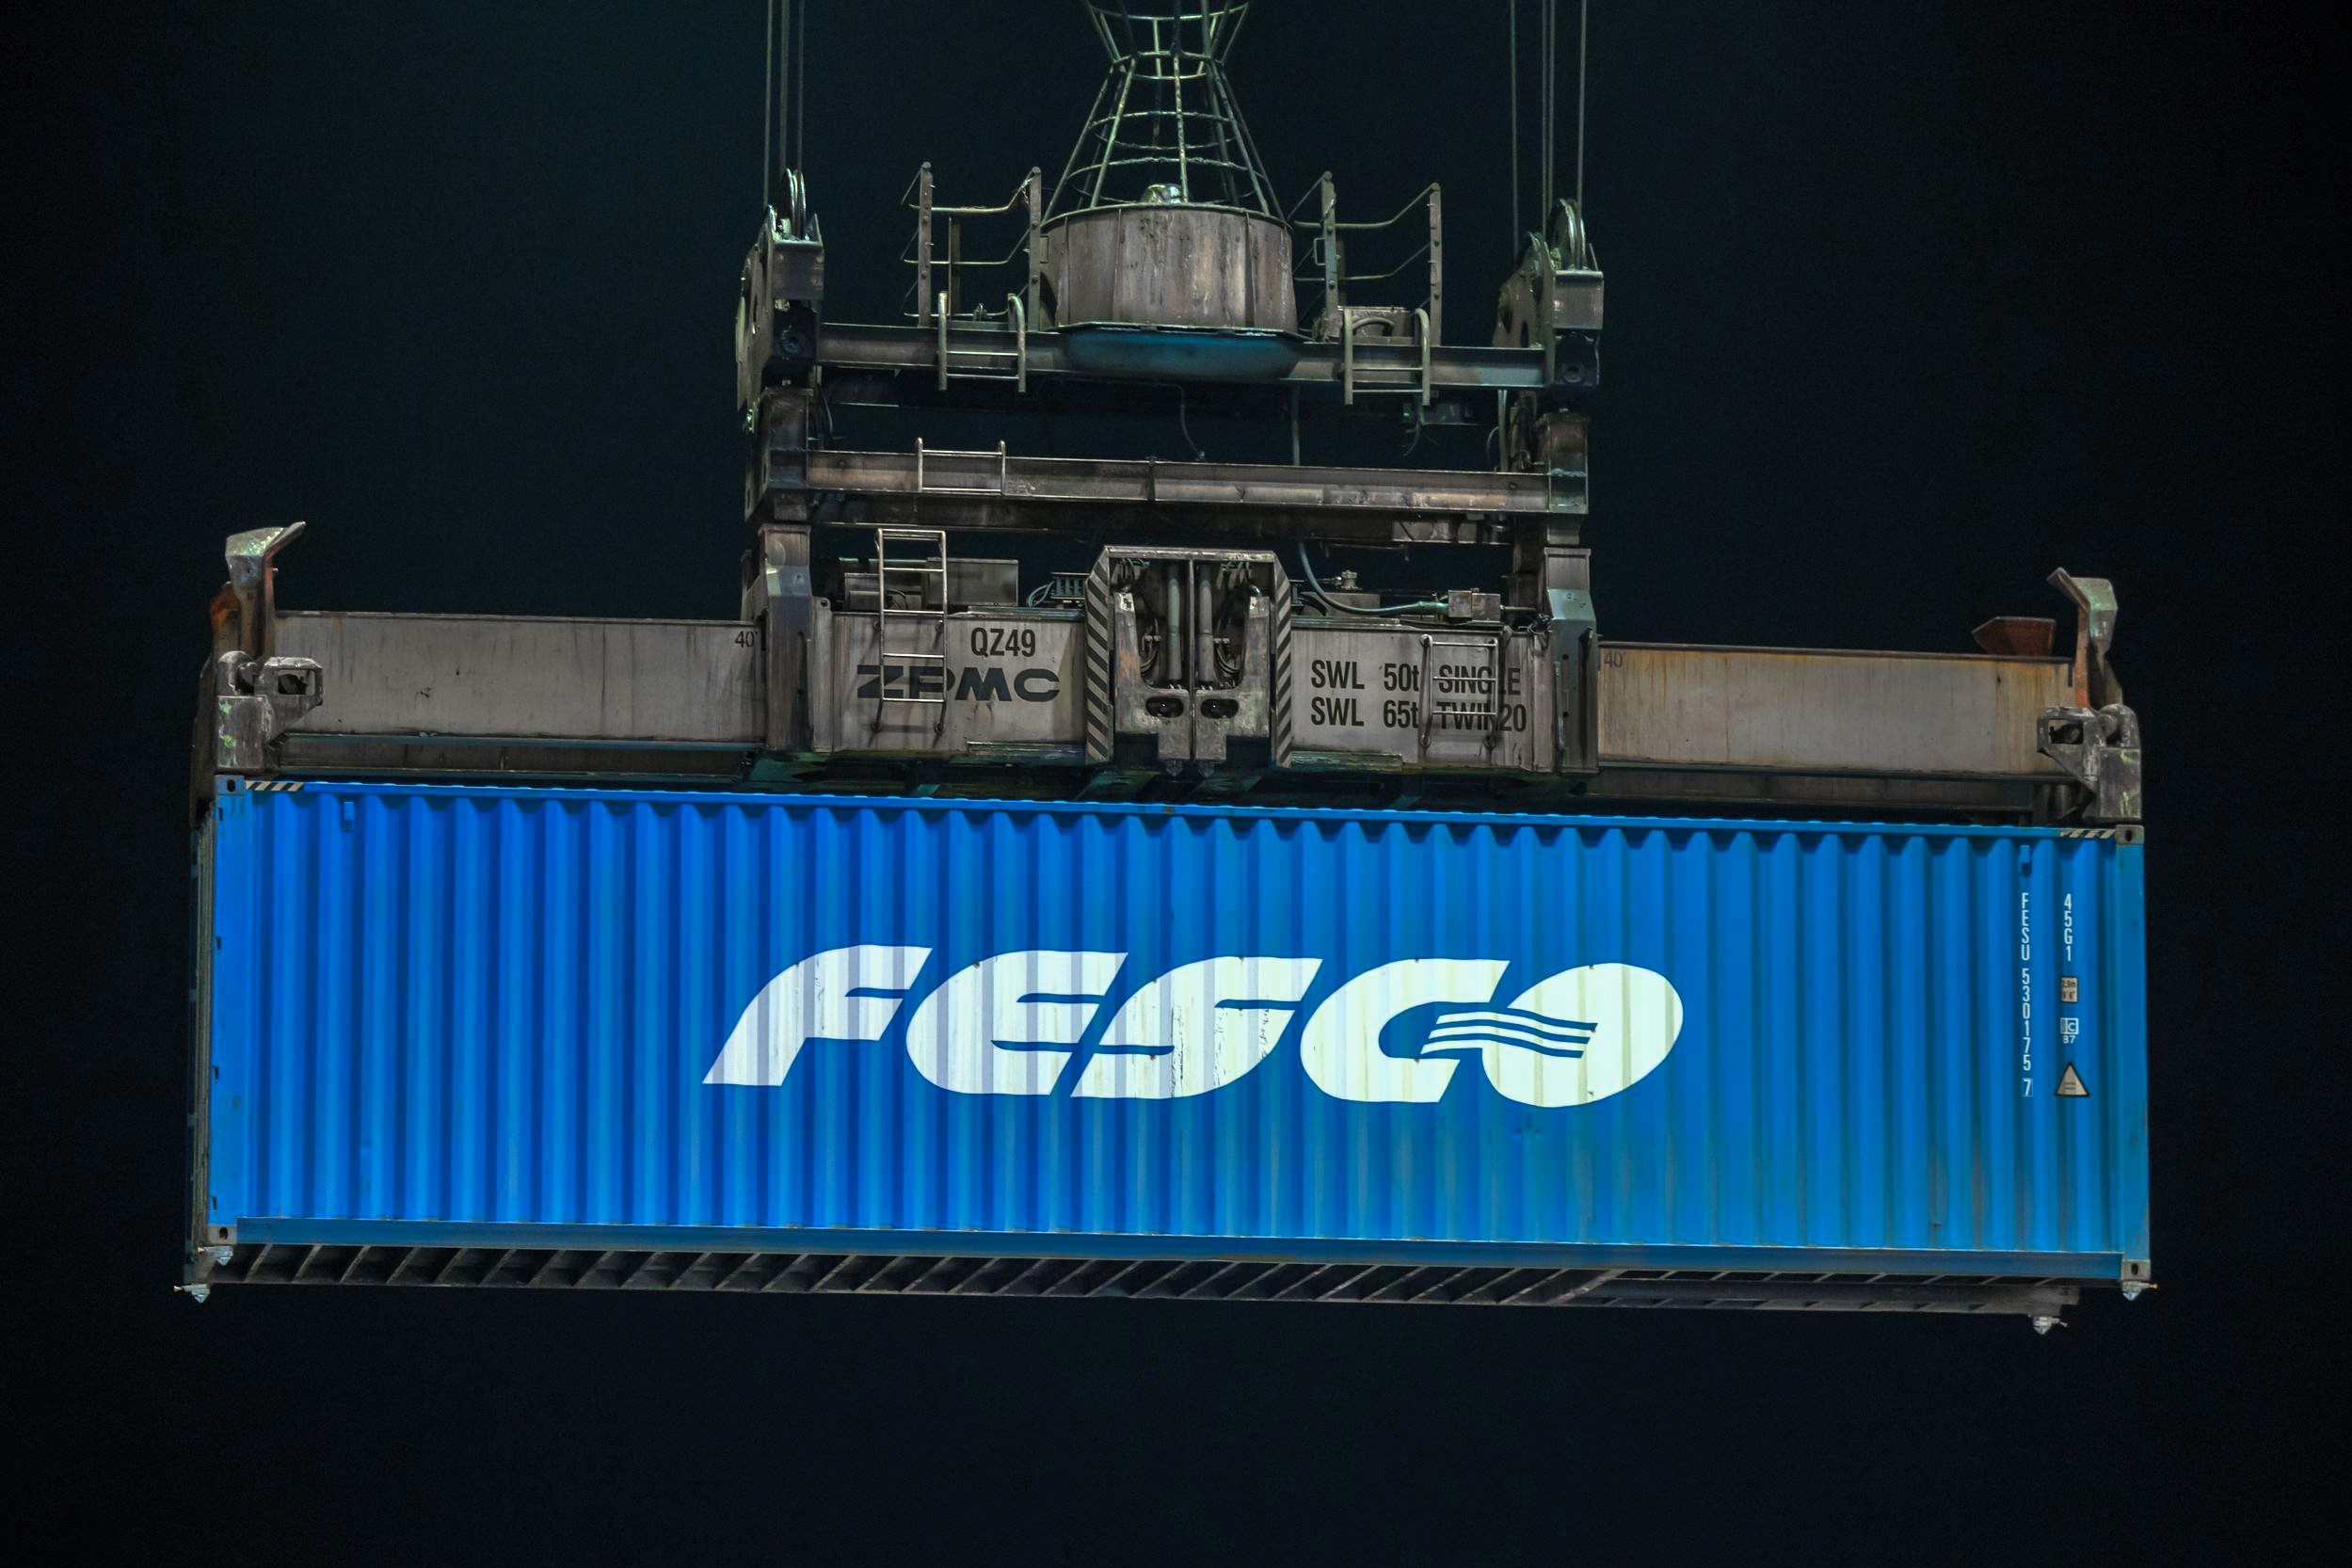 40'
QZ49
ZPMC
SWL 50t SINGLE
SWL 65t TWIN20
40'
FESCO
FESU 530175 7
45G1